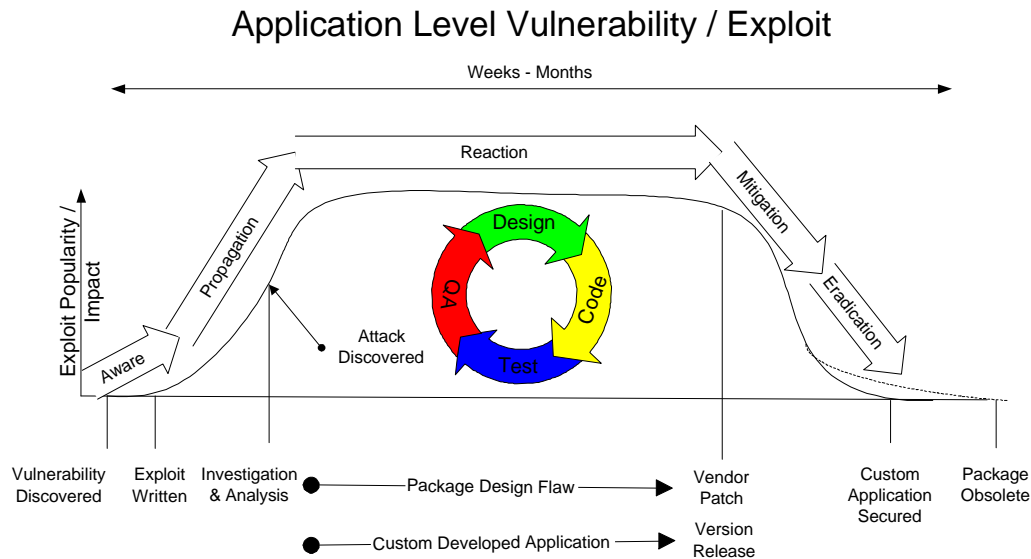 Application Level Vulnerability / Exploit
Weeks - Months
Reaction
Propagation
Mitigation
Aware
Eradication
Exploit Popularity /
Impact
Design
Code
Test
QA
Attack
Discovered
Vulnerability
Discovered
Exploit
Written
Investigation
& Analysis
Package Design Flaw
Vendor
Patch
Custom
Application
Secured
Package
Obsolete
Custom Developed Application
Version
Release